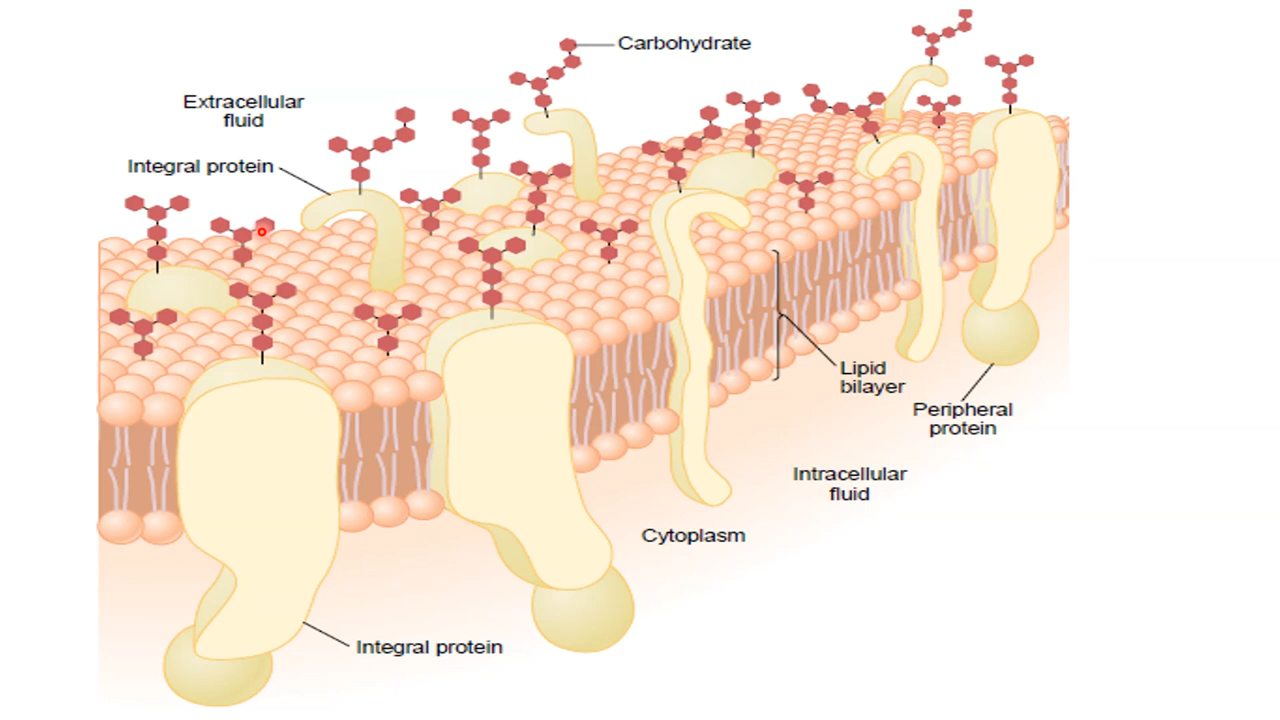 Carbohydrate
Extracellular
fluid
Integral protein
Lipid
bilayer
Peripheral
protein
Intracellular
fluid
Cytoplasm
Integral protein